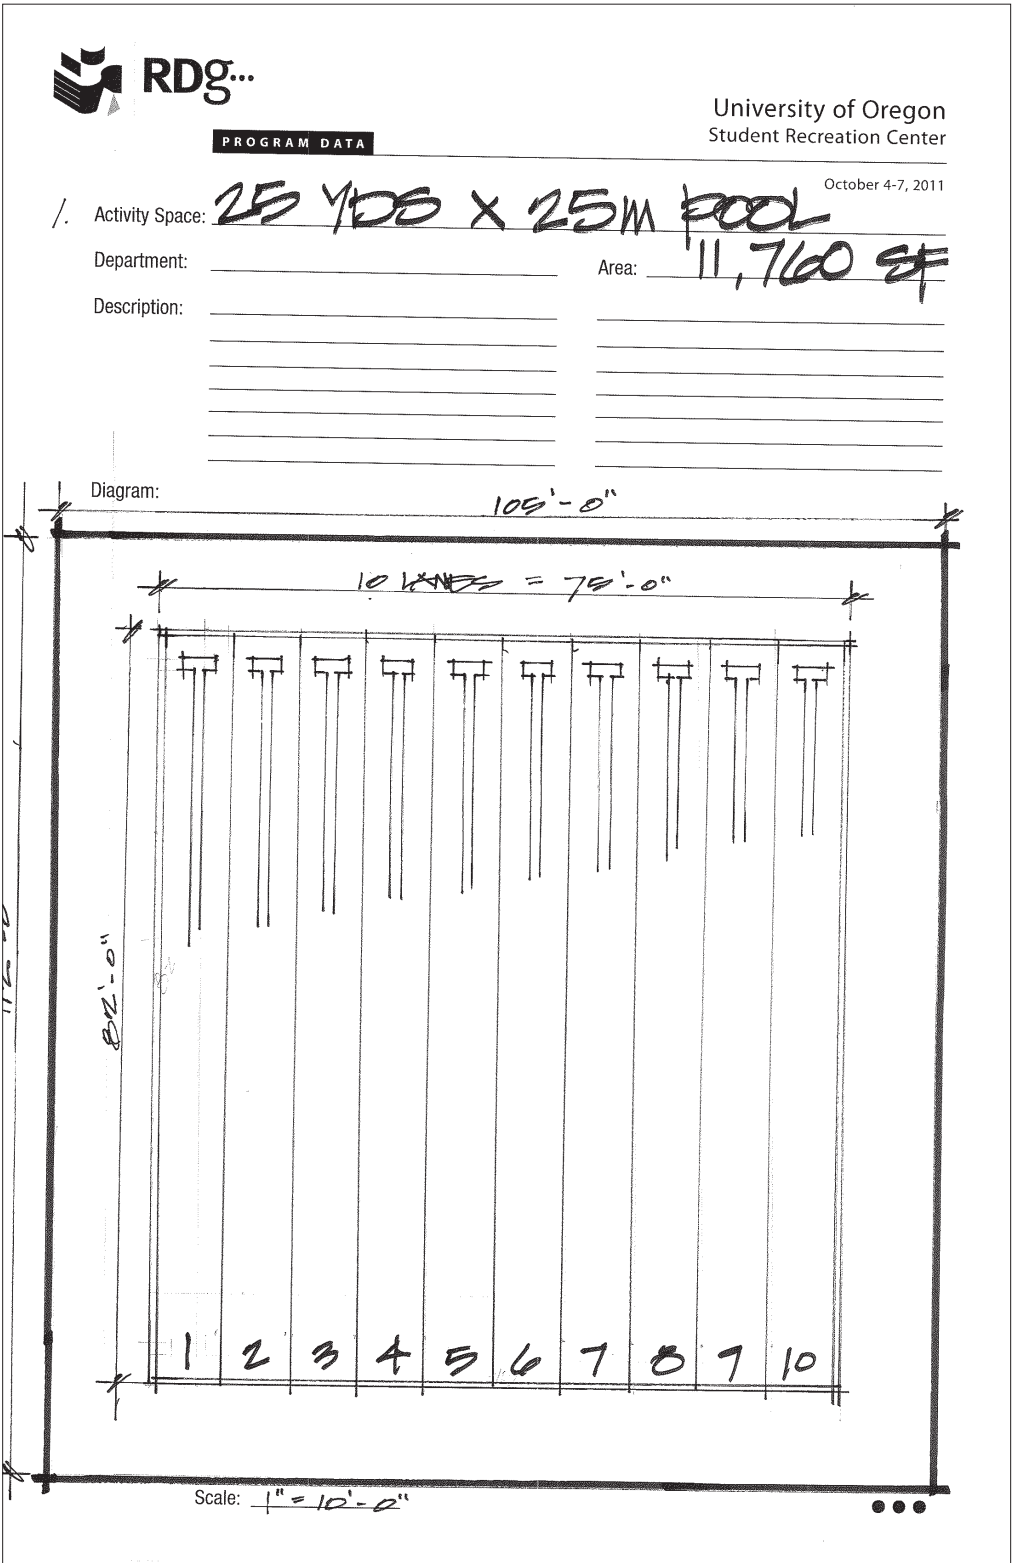 RDg...
University of Oregon
Student Recreation Center
PROGRAM DATA
October 4-7, 2011
1. Activity Space: 25 YDS X 25M POOL
Department:
Area: 11,760 SF
Description:
Diagram:
105'-0"
10 LANES = 75'-0"
82'-0"
1 2 3 4 5 6 7 8 9 10
Scale: 1" = 10'-0"